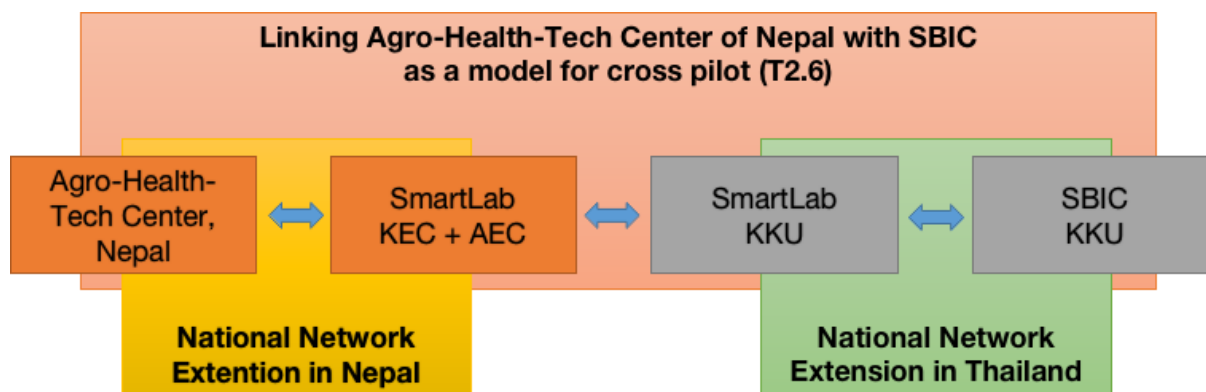 Linking Agro-Health-Tech Center of Nepal with SBIC
as a model for cross pilot (T2.6)
Agro-Health-
Tech Center,
Nepal
SmartLab
KEC + AEC
SmartLab
KKU
SBIC
KKU
National Network
Extention in Nepal
National Network
Extension in Thailand